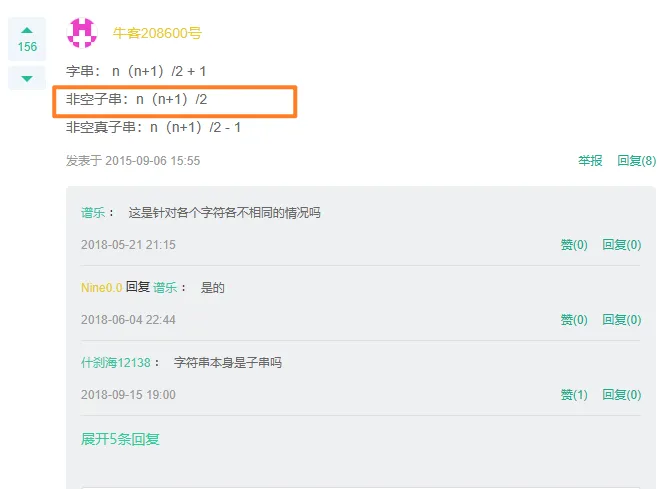 156
牛客208600号
字串： n（n+1）/2 + 1
非空子串：n（n+1）/2
非空真子串：n（n+1）/2 - 1
发表于 2015-09-06 15:55
举报 回复(8)
谱乐： 这是针对各个字符各不相同的情况吗
2018-05-21 21:15 赞(0) 回复(0)
Nine0.0 回复 谱乐： 是的
2018-06-04 22:44 赞(0) 回复(0)
什刹海12138： 字符串本身是子串吗
2018-09-15 19:00 赞(1) 回复(0)
展开5条回复